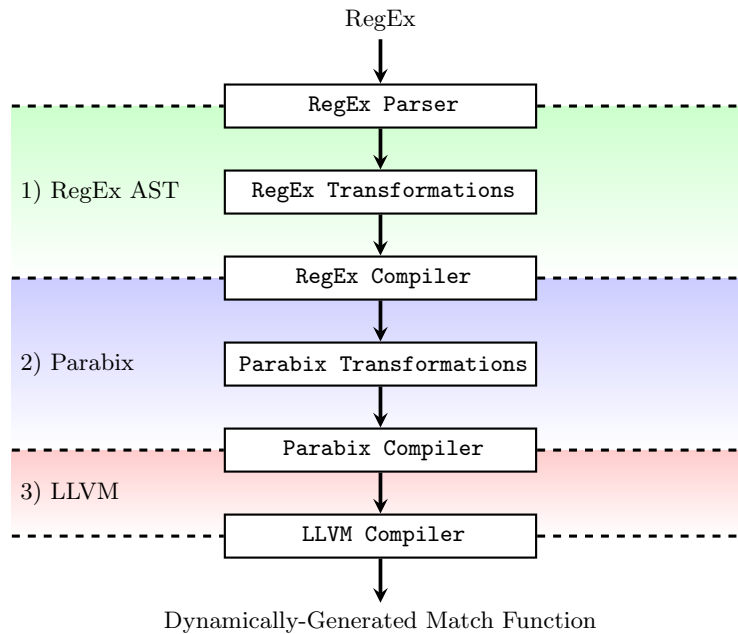 RegEx
RegEx Parser
1) RegEx AST
RegEx Transformations
RegEx Compiler
2) Parabix
Parabix Transformations
Parabix Compiler
3) LLVM
LLVM Compiler
Dynamically-Generated Match Function